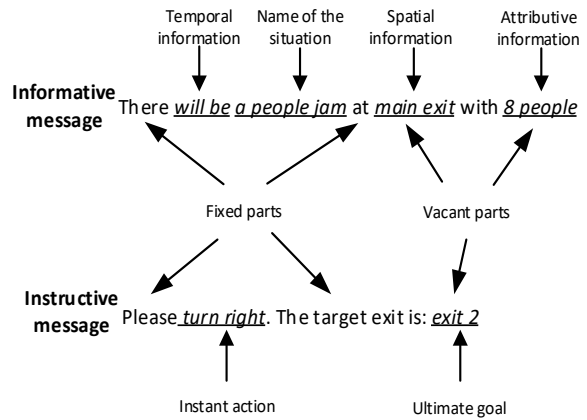 Temporal information
Name of the situation
Spatial information
Attributive information
Informative message
There will be a people jam at main exit with 8 people
Fixed parts
Vacant parts
Instructive message
Please turn right. The target exit is: exit 2
Instant action
Ultimate goal